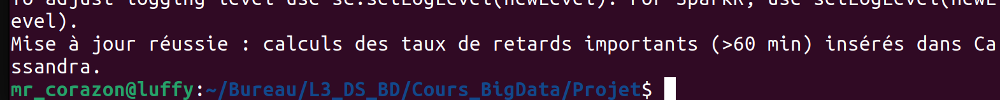 To adjust logging level use sc.setLogLevel(newLevel). For SparkR, use setLogLevel(newL
evel).
Mise à jour réussie : calculs des taux de retards importants (>60 min) insérés dans Ca
ssandra.
mr_corazon@luffy:~/Bureau/L3_DS_BD/Cours_BigData/Projet$